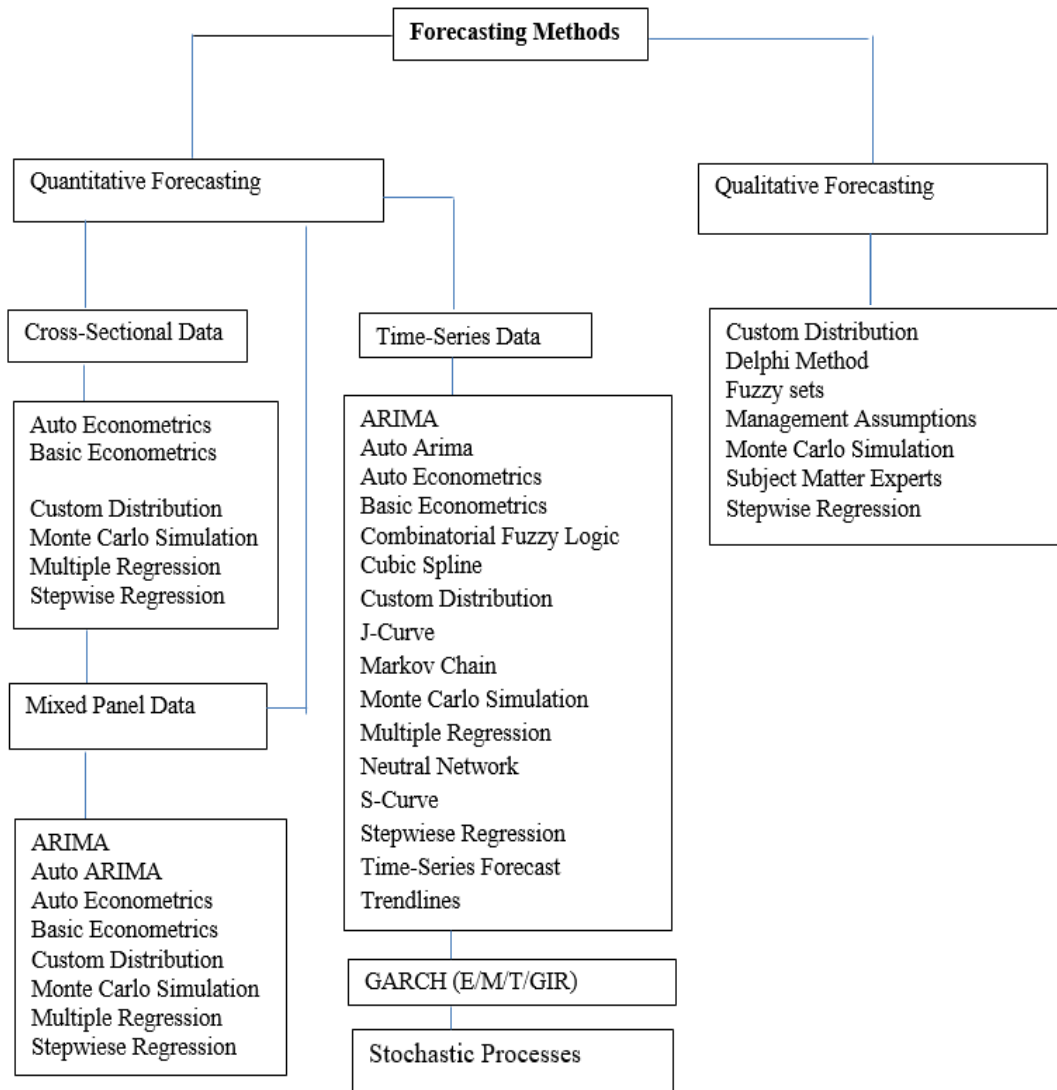 Forecasting Methods
Quantitative Forecasting
Qualitative Forecasting
Cross-Sectional Data
Time-Series Data
Custom Distribution
Delphi Method
Fuzzy sets
Management Assumptions
Monte Carlo Simulation
Subject Matter Experts
Stepwise Regression
Auto Econometrics
Basic Econometrics
Custom Distribution
Monte Carlo Simulation
Multiple Regression
Stepwise Regression
ARIMA
Auto Arima
Auto Econometrics
Basic Econometrics
Combinatorial Fuzzy Logic
Cubic Spline
Custom Distribution
J-Curve
Markov Chain
Monte Carlo Simulation
Multiple Regression
Neutral Network
S-Curve
Stepwiese Regression
Time-Series Forecast
Trendlines
Mixed Panel Data
ARIMA
Auto ARIMA
Auto Econometrics
Basic Econometrics
Custom Distribution
Monte Carlo Simulation
Multiple Regression
Stepwiese Regression
GARCH (E/M/T/GIR)
Stochastic Processes